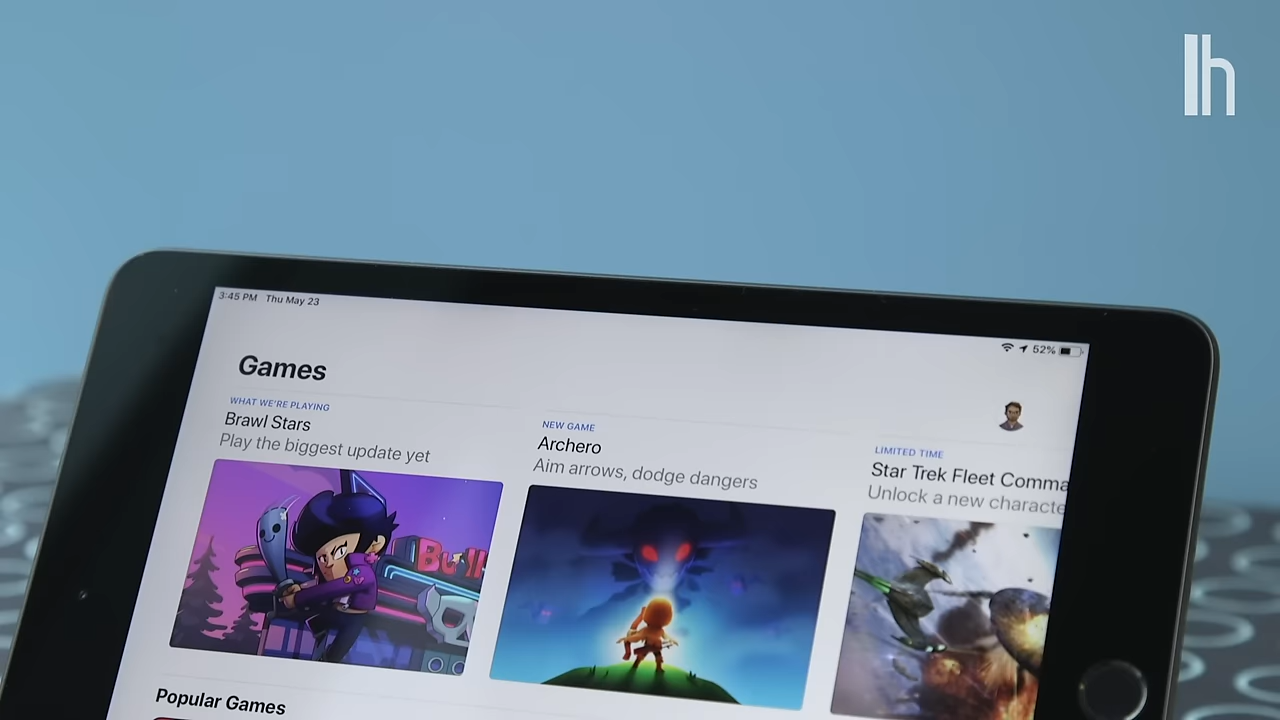 lh
3:45 PM Thu May 23
52%
Games
WHAT WE'RE PLAYING
Brawl Stars
Play the biggest update yet
NEW GAME
Archero
Aim arrows, dodge dangers
LIMITED TIME
Star Trek Fleet Comma
Unlock a new characte
Popular Games